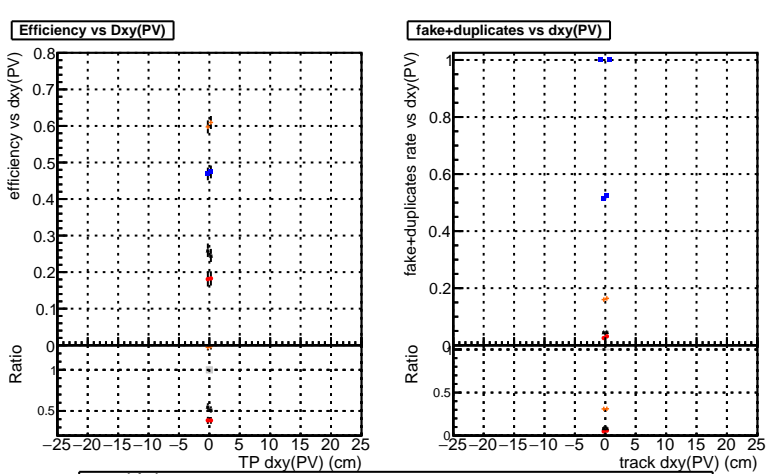 Efficiency vs Dxy(PV)
fake+duplicates vs dxy(PV)
efficiency vs dxy(PV)
0.8
0.7
0.6
0.5
0.4
0.3
0.2
0.1
0
Ratio
1
0.5
−25 −20 −15 −10 −5 0 5 10 15 20 25
TP dxy(PV) (cm)
fake+duplicates rate vs dxy(PV)
1
0.8
0.6
0.4
0.2
0
Ratio
1
0.5
0
−25 −20 −15 −10 −5 0 5 10 15 20 25
track dxy(PV) (cm)